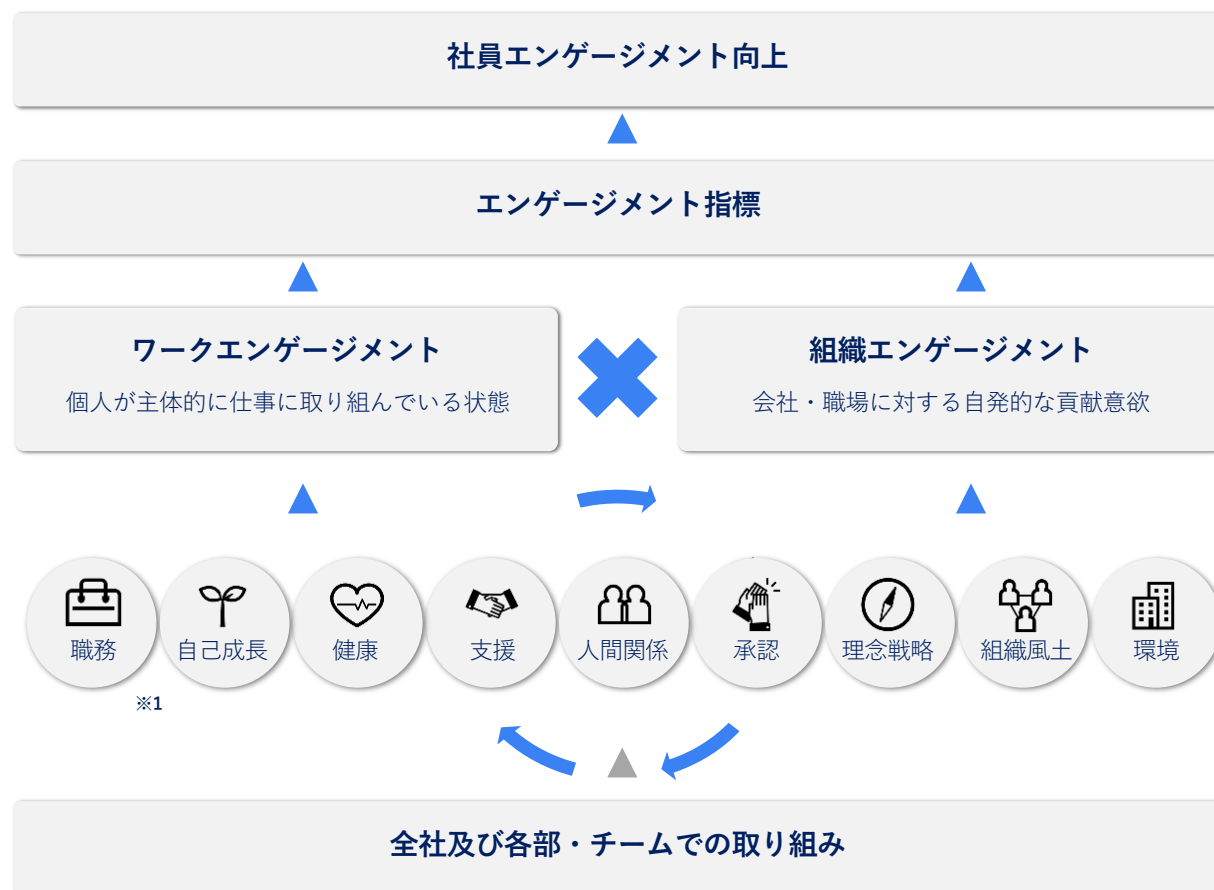 社員エンゲージメント向上
エンゲージメント指標
ワークエンゲージメント
個人が主体的に仕事に取り組んでいる状態
組織エンゲージメント
会社・職場に対する自発的な貢献意欲
職務
自己成長
健康
支援
人間関係
承認
理念戦略
組織風土
環境
※1
全社及び各部・チームでの取り組み